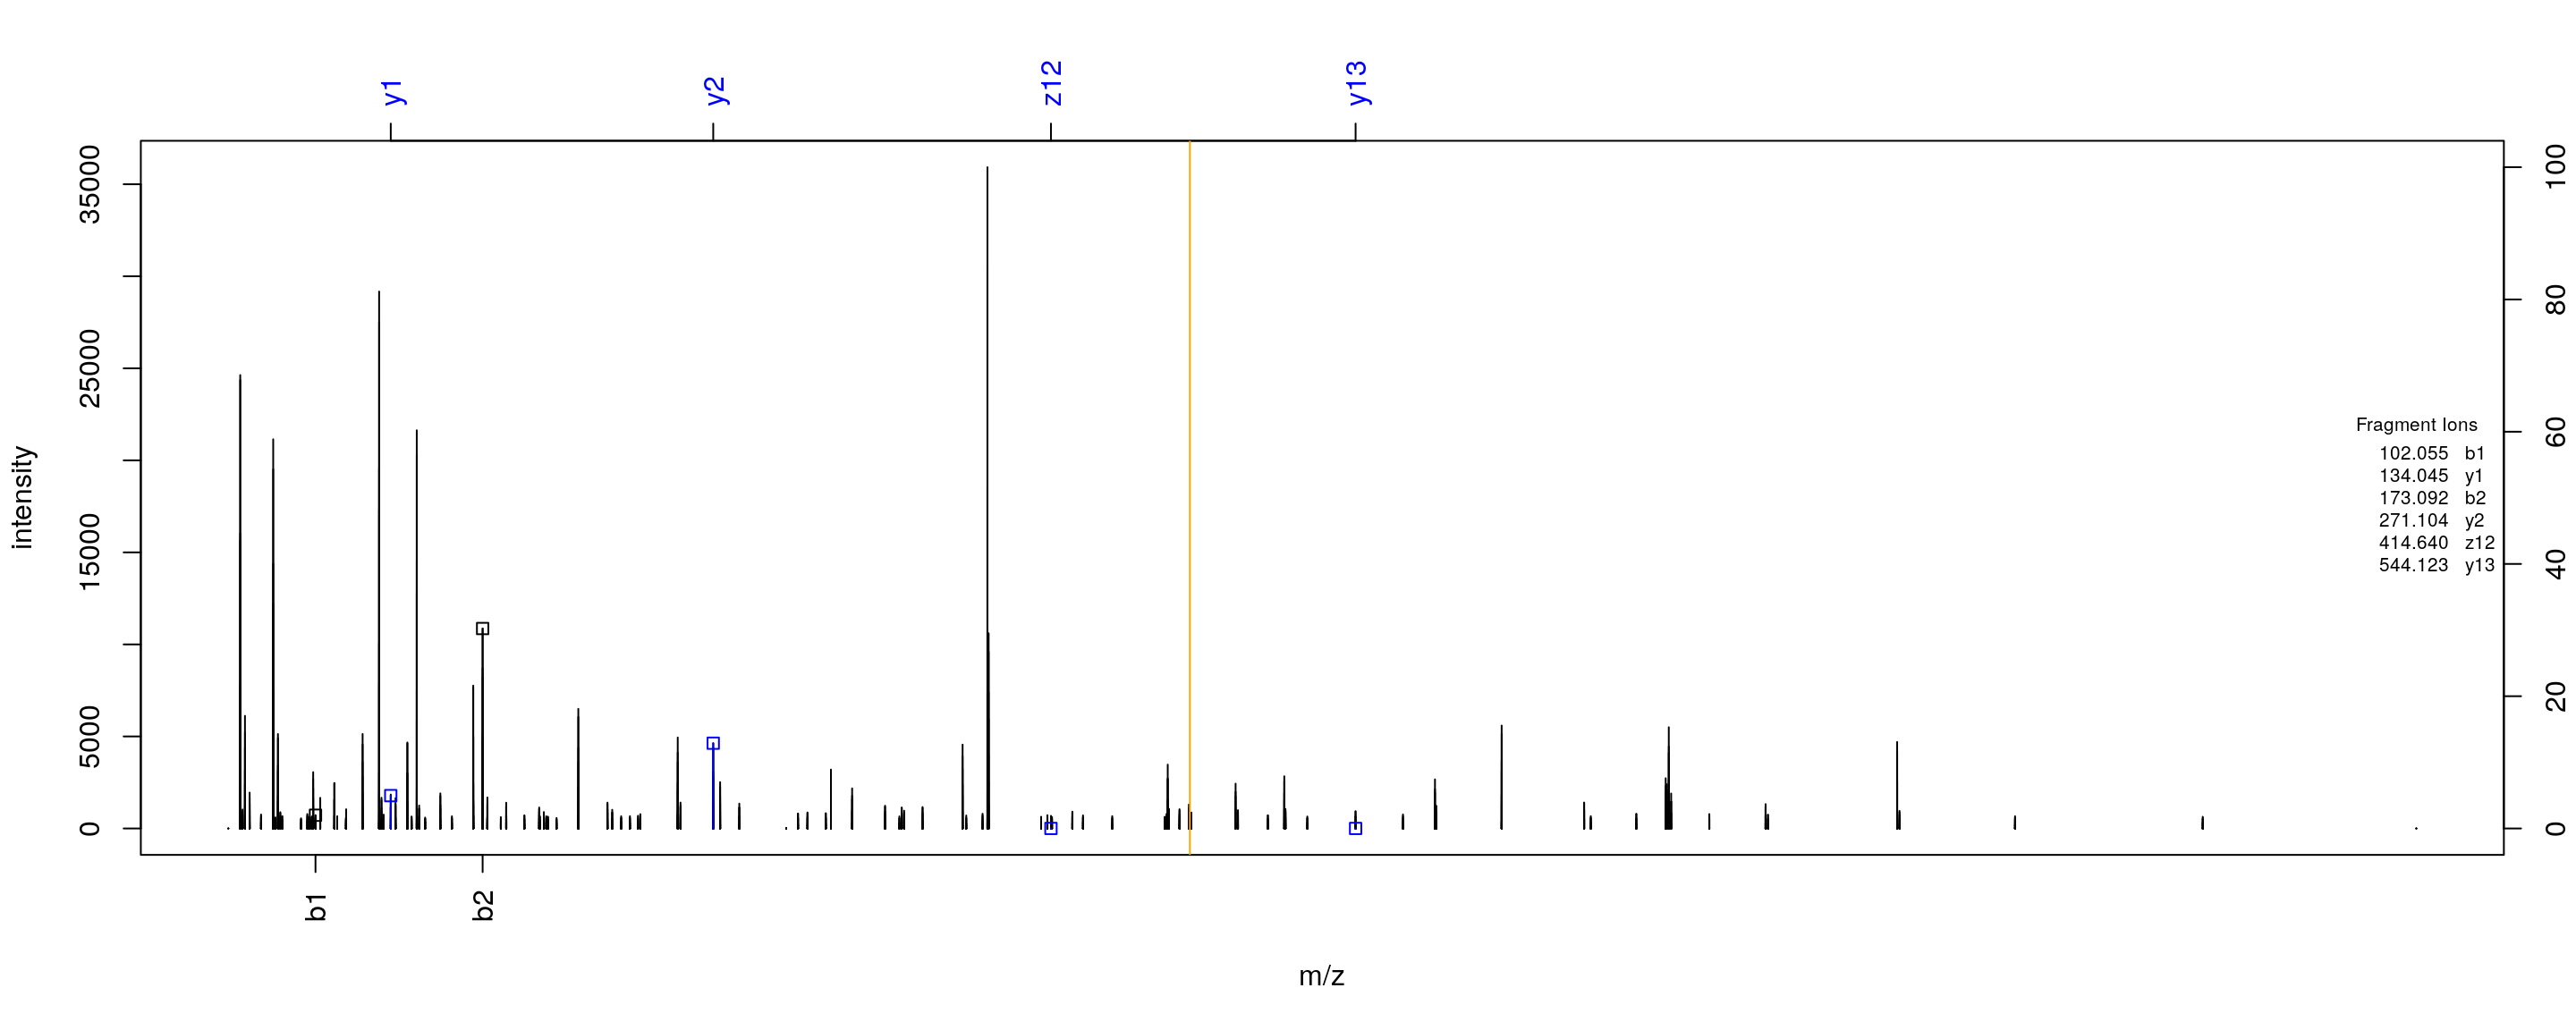 y1 y2 z12 y13
35000
25000
15000
5000
0
intensity
100
80
60
40
20
0
Fragment Ions
102.055 b1
134.045 y1
173.092 b2
271.104 y2
414.640 z12
544.123 y13
b1 b2
m/z